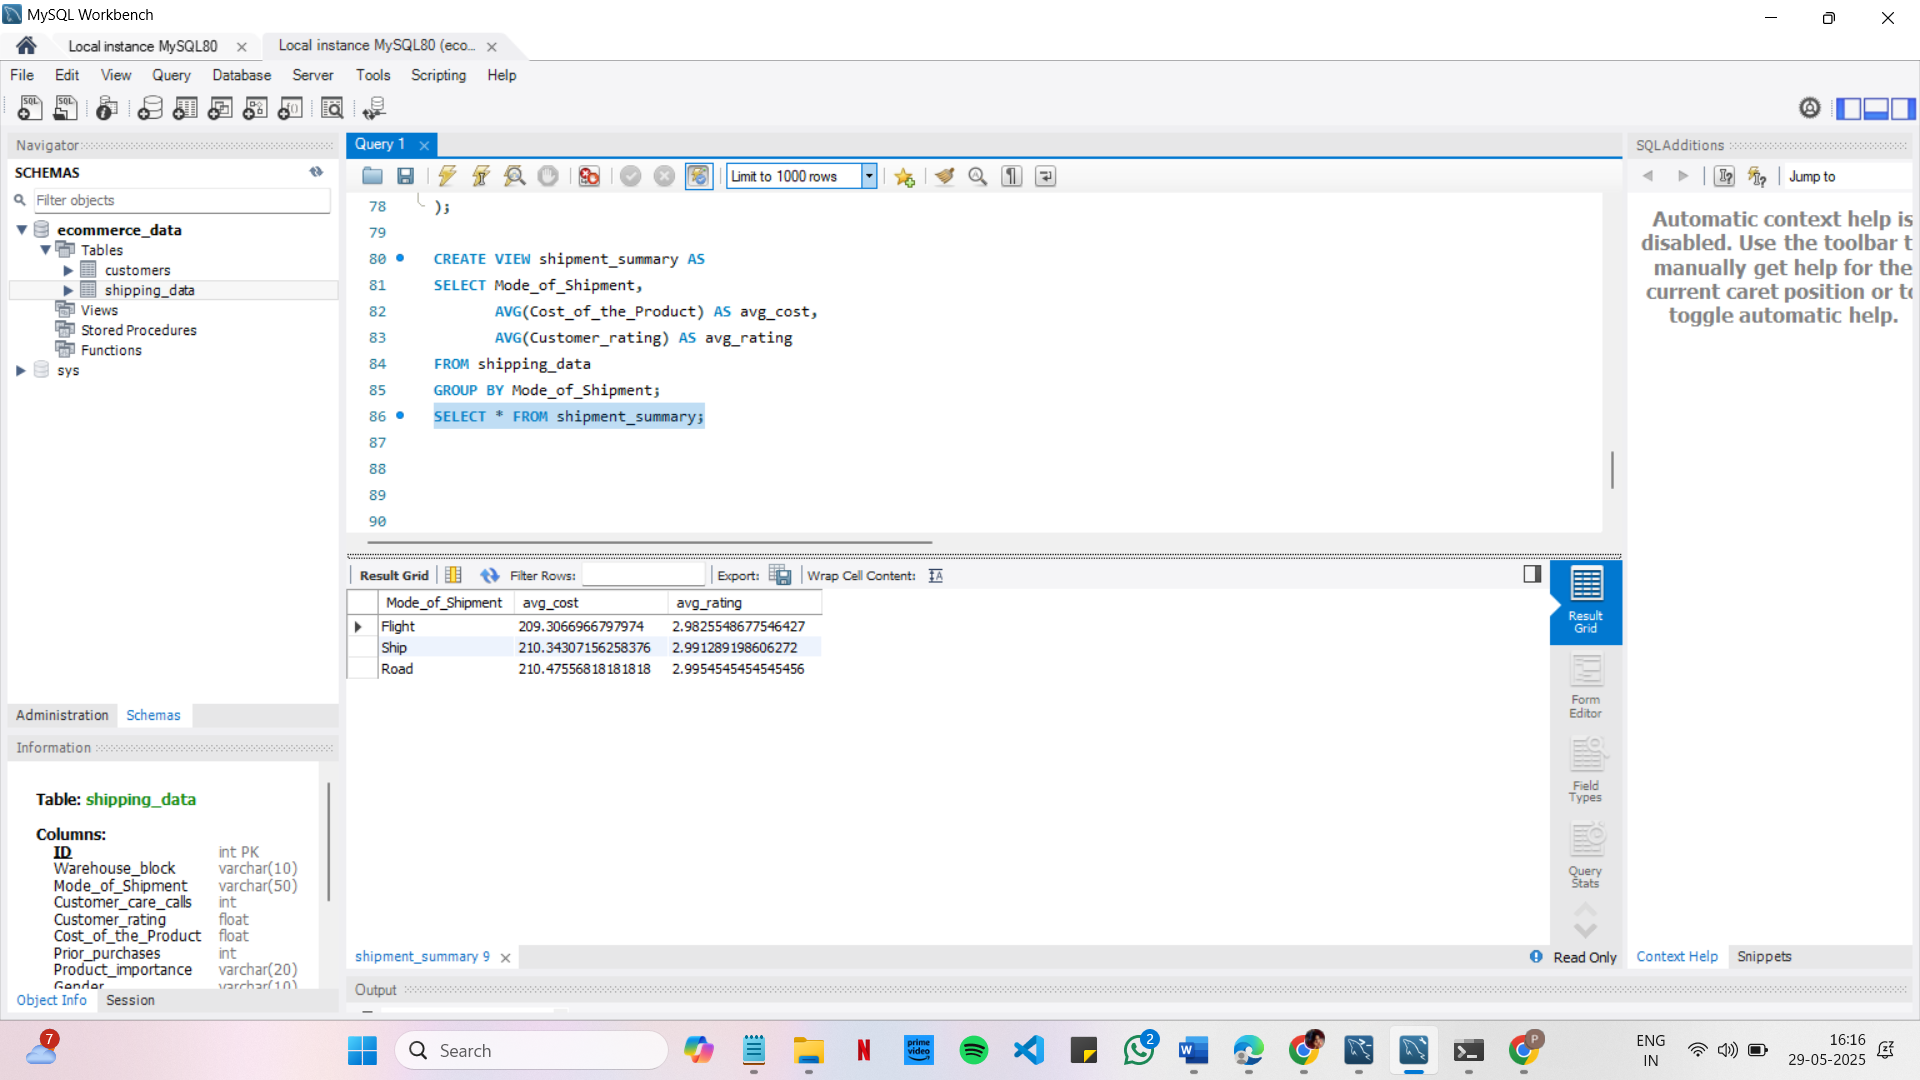 MySQL Workbench
Local instance MySQL80
Local instance MySQL80 (eco...
File Edit View Query Database Server Tools Scripting Help
Navigator
SCHEMAS
Filter objects
ecommerce_data
Tables
customers
shipping_data
Views
Stored Procedures
Functions
sys
Administration Schemas
Information
Table: shipping_data
Columns:
ID int PK
Warehouse_block varchar(10)
Mode_of_Shipment varchar(50)
Customer_care_calls int
Customer_rating float
Cost_of_the_Product float
Prior_purchases int
Product_importance varchar(20)
Gender varchar(10)
Object Info Session
Query 1
Limit to 1000 rows
78 );
79
80 CREATE VIEW shipment_summary AS
81 SELECT Mode_of_Shipment,
82 AVG(Cost_of_the_Product) AS avg_cost,
83 AVG(Customer_rating) AS avg_rating
84 FROM shipping_data
85 GROUP BY Mode_of_Shipment;
86 SELECT * FROM shipment_summary;
87
88
89
90
Result Grid Filter Rows: Export: Wrap Cell Content:
Mode_of_Shipment avg_cost avg_rating
Flight 209.3066966797974 2.9825548677546427
Ship 210.34307156258376 2.991289198606272
Road 210.47556818181818 2.9954545454545456
Result
Grid
Form
Editor
Field
Types
Query
Stats
shipment_summary 9
Read Only
Output
SQLAdditions
Jump to
Automatic context help is
disabled. Use the toolbar t
manually get help for the
current caret position or to
toggle automatic help.
Context Help Snippets
7
Search
prime video
2
P
ENG
IN
16:16
29-05-2025